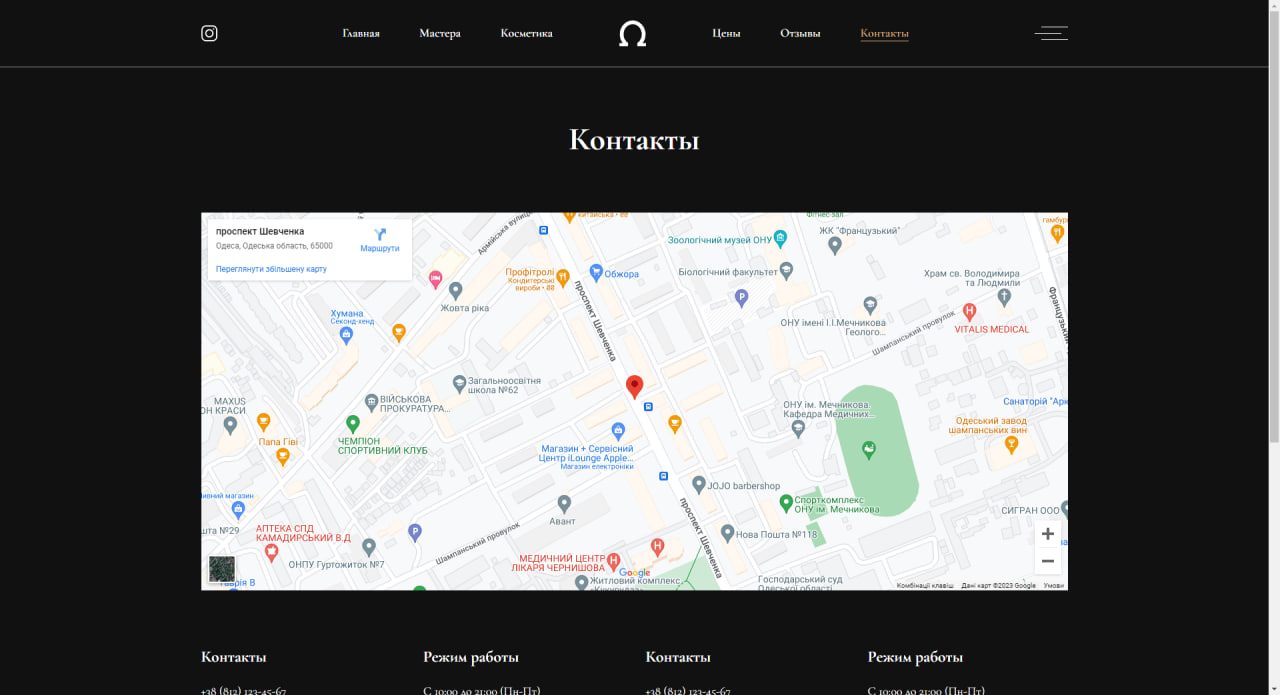 Главная
Мастера
Косметика
Цены
Отзывы
Контакты
Контакты
проспект Шевченка
Одеса, Одеська область, 65000
Маршрути
Переглянути збільшену карту
Армійська вулиця
китайська • ₴₴
Фітнес-зал
ЖК "Французький"
гамбург
Зоологічний музей ОНУ
Профітролі
Кондитерські
вироби • ₴₴
Обжора
Біологічний факультет
Храм св. Володимира
та Людмили
Жовта ріка
проспект Шевченка
Французьк
Хумана
Секонд-хенд
ОНУ імені І.І.Мечникова
Геолого...
Шампанський провулок
VITALIS MEDICAL
Загальноосвітня
школа №62
MAXUS
ОН КРАСИ
ВІЙСЬКОВА
ПРОКУРАТУРА...
ОНУ ім. Мечникова.
Кафедра Медичних...
Санаторій "Арк
Папа Гіві
ЧЕМПІОН
СПОРТИВНИЙ КЛУБ
Одеський завод
шампанських вин
Магазин + Сервісний
Центр iLounge Apple...
Магазин електроніки
JOJO barbershop
ивний магазин
Спорткомплекс
ОНУ ім. Мечникова
СИГРАН ООО
Авант
проспект Шевченка
шта №29
АПТЕКА СПД
КАМАДИРСЬКИЙ В.Д
Шампанський провулок
Нова Пошта №118
ОНПУ Гуртожиток №7
МЕДИЧНИЙ ЦЕНТР
ЛІКАРЯ ЧЕРНИШОВА
Google
Житловий комплекс
Господарський суд
Одеської області
Таврія В
Комбінації клавіш
Дані карт ©2023 Google
Умови
Контакты
Режим работы
Контакты
Режим работы
+38 (812) 123-45-67
С 10:00 до 21:00 (Пн-Пт)
+38 (812) 123-45-67
С 10:00 до 21:00 (Пн-Пт)